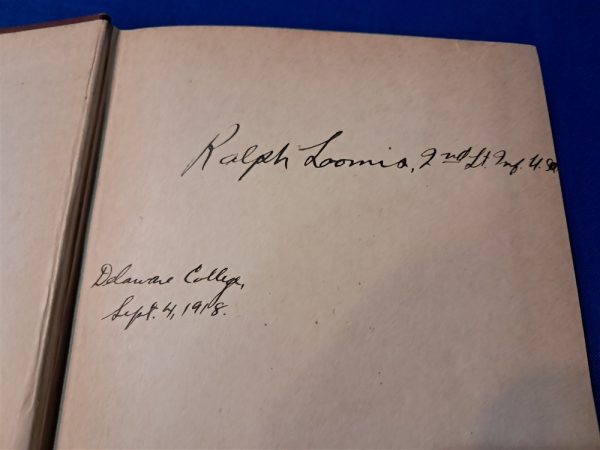 Ralph Loomis, 2nd Lt. Inf. U.S.
Delaware College,
Sept. 4, 1918.